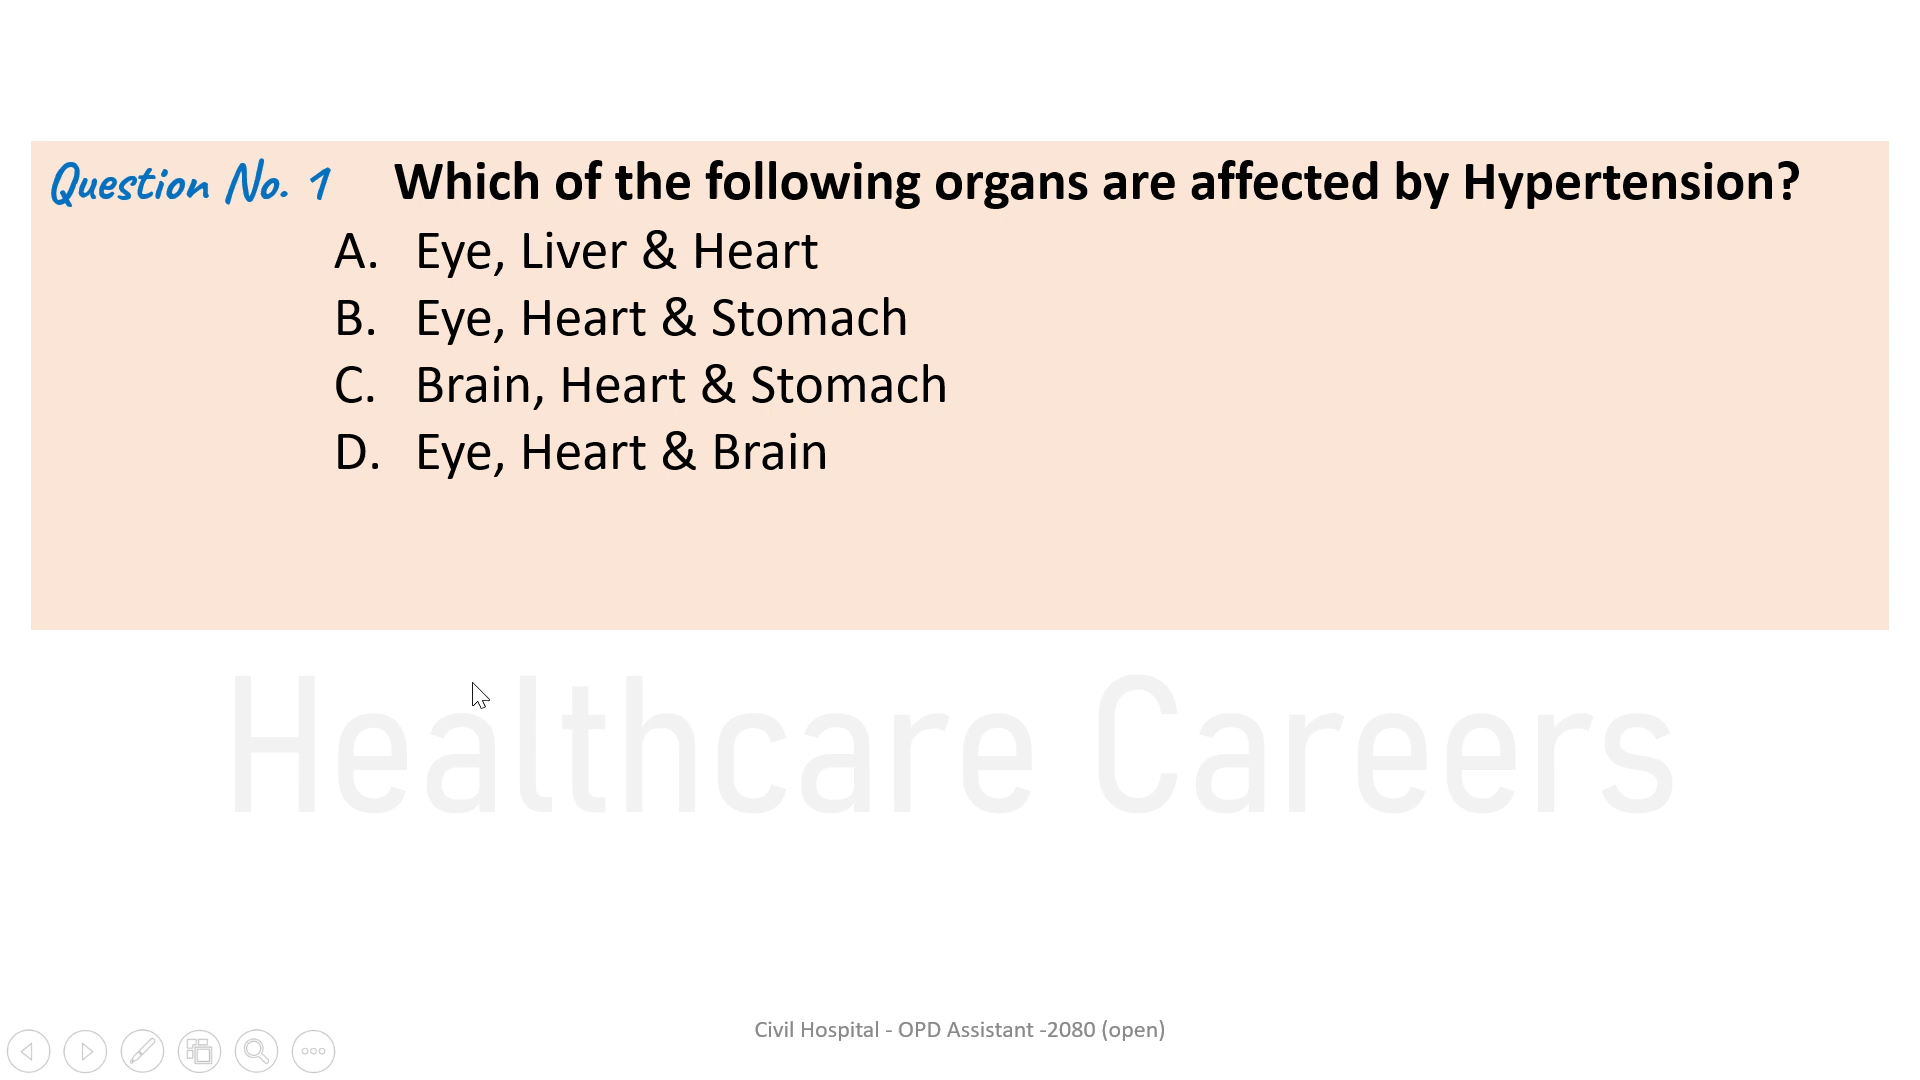 Question No. 1 Which of the following organs are affected by Hypertension?
A. Eye, Liver & Heart
B. Eye, Heart & Stomach
C. Brain, Heart & Stomach
D. Eye, Heart & Brain
Healthcare Careers
Civil Hospital - OPD Assistant -2080 (open)